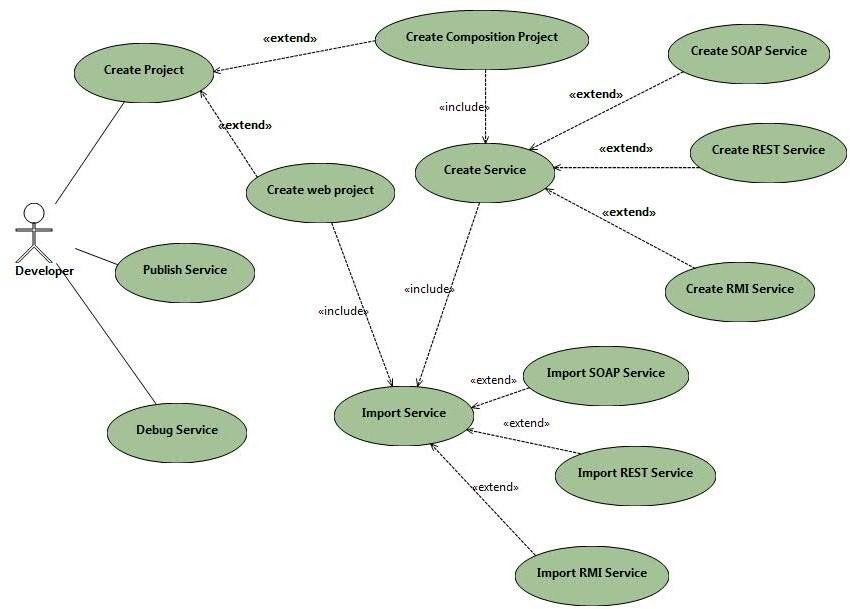 «extend»
Create Composition Project
Create SOAP Service
Create Project
«extend»
«include»
«extend»
«extend»
Create REST Service
Create Service
Create web project
«extend»
Developer
Publish Service
Create RMI Service
«include»
«include»
Import SOAP Service
«extend»
Import Service
«extend»
Debug Service
Import REST Service
«extend»
Import RMI Service